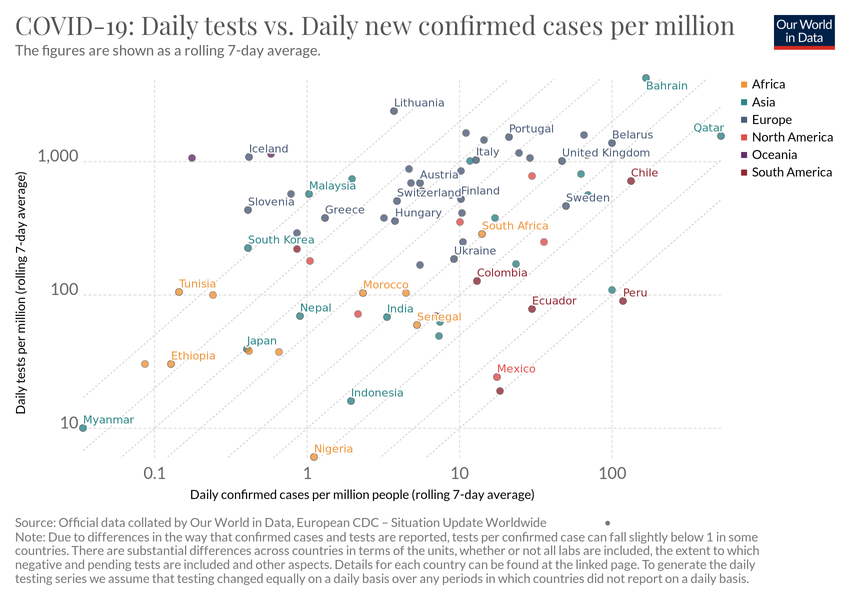 COVID-19: Daily tests vs. Daily new confirmed cases per million
Our World
in Data
The figures are shown as a rolling 7-day average.
Africa
Asia
Europe
North America
Oceania
South America
Daily tests per million (rolling 7-day average)
1,000
100
10
Bahrain
Lithuania
Qatar
Portugal
Belarus
Iceland
Italy
United Kingdom
Chile
Austria
Malaysia
Switzerland
Finland
Slovenia
Greece
Hungary
Sweden
South Africa
South Korea
Ukraine
Colombia
Tunisia
Morocco
Peru
Ecuador
Nepal
India
Senegal
Japan
Ethiopia
Mexico
Indonesia
Myanmar
Nigeria
0.1
1
10
100
Daily confirmed cases per million people (rolling 7-day average)
Source: Official data collated by Our World in Data, European CDC – Situation Update Worldwide
Note: Due to differences in the way that confirmed cases and tests are reported, tests per confirmed case can fall slightly below 1 in some
countries. There are substantial differences across countries in terms of the units, whether or not all labs are included, the extent to which
negative and pending tests are included and other aspects. Details for each country can be found at the linked page. To generate the daily
testing series we assume that testing changed equally on a daily basis over any periods in which countries did not report on a daily basis.